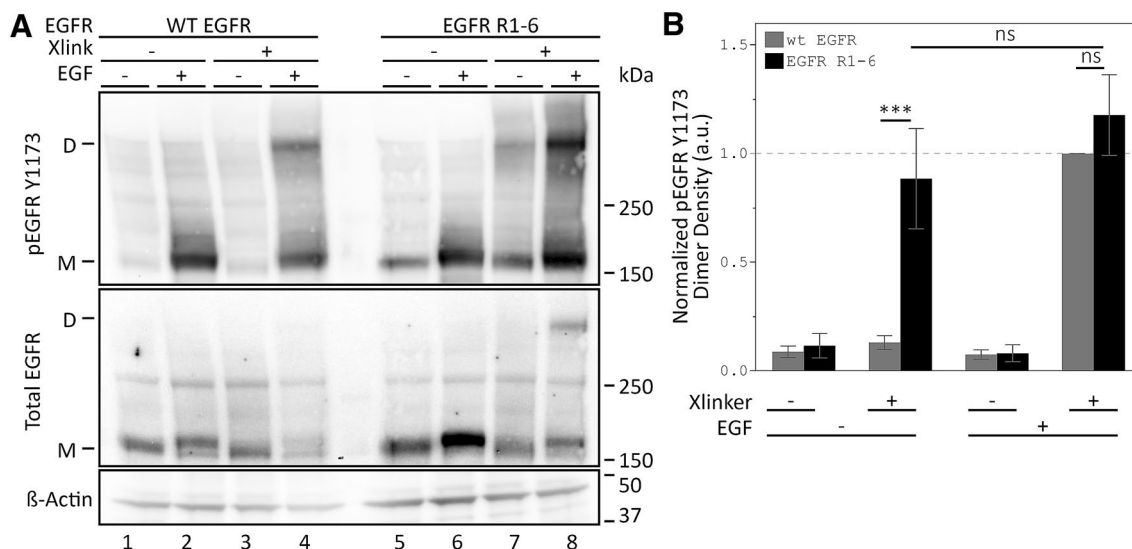 A
EGFR WT EGFR EGFR R1-6
Xlink - + - +
EGF - + - + - + - + kDa
pEGFR Y1173
D
M
250
150
Total EGFR
D
M
250
150
ß-Actin
50
37
1 2 3 4 5 6 7 8
B
Normalized pEGFR Y1173
Dimer Density (a.u.)
1.5
1.0
0.5
0.0
wt EGFR
EGFR R1-6
ns
ns
***
Xlinker - + - +
EGF - +